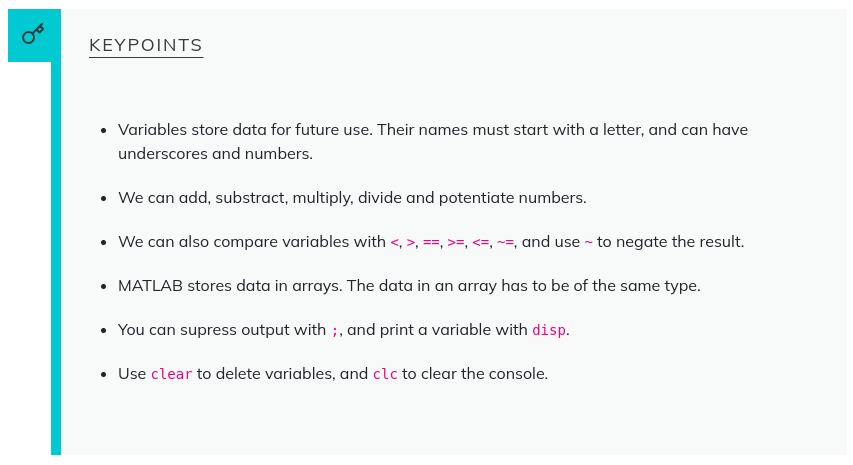 KEYPOINTS
• Variables store data for future use. Their names must start with a letter, and can have
underscores and numbers.
• We can add, substract, multiply, divide and potentiate numbers.
• We can also compare variables with <, >, ==, >=, <=, ~=, and use ~ to negate the result.
• MATLAB stores data in arrays. The data in an array has to be of the same type.
• You can supress output with ;, and print a variable with disp.
• Use clear to delete variables, and clc to clear the console.